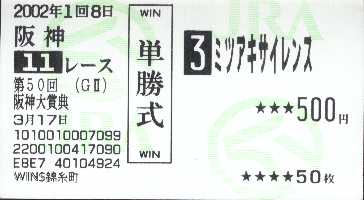 2002年1回8日
阪神
11レース
第50回 (GⅡ)
阪神大賞典
3月17日
1010010007099
2200100417090
E8E7 40104924
WINS錦糸町
WIN
単勝式
WIN
3 ミツアキサイレンス
★★★500円
★★★★50枚
JRA